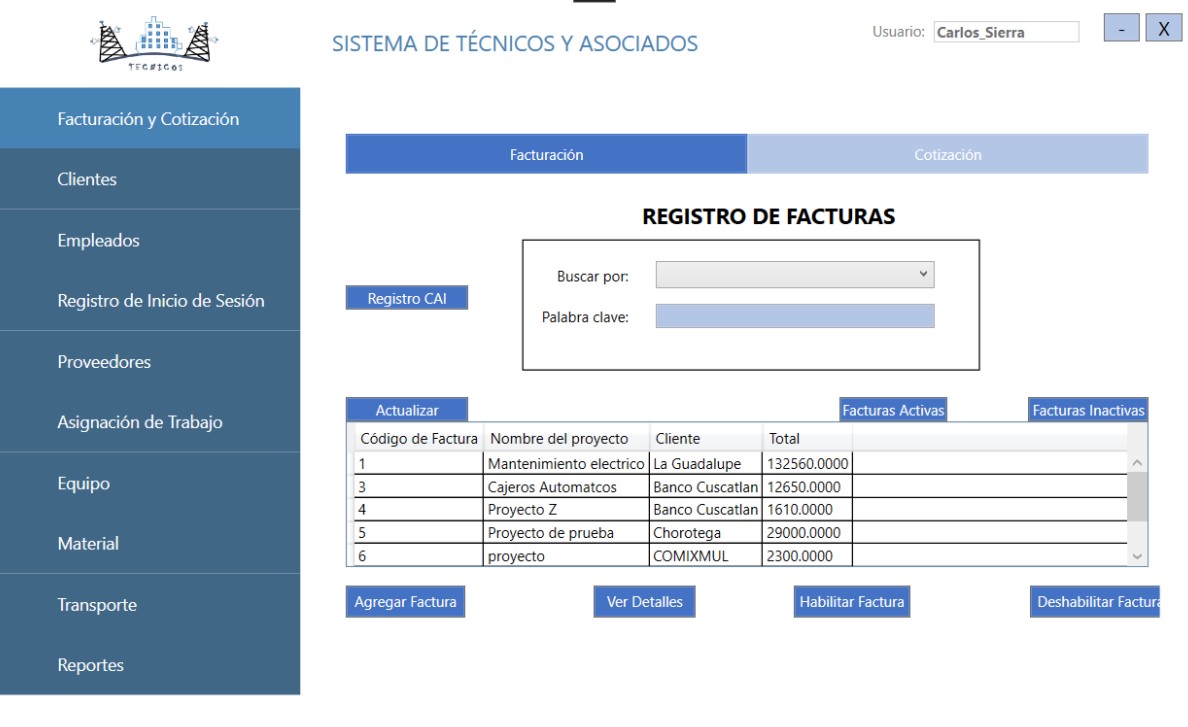 TECNICOS
SISTEMA DE TÉCNICOS Y ASOCIADOS
Usuario: Carlos_Sierra
- X
Facturación y Cotización
Clientes
Empleados
Registro de Inicio de Sesión
Proveedores
Asignación de Trabajo
Equipo
Material
Transporte
Reportes
Facturación Cotización
REGISTRO DE FACTURAS
Buscar por:
Registro CAI
Palabra clave:
Actualizar Facturas Activas Facturas Inactivas
Código de Factura Nombre del proyecto Cliente Total
1 Mantenimiento electrico La Guadalupe 132560.0000
3 Cajeros Automatcos Banco Cuscatlan 12650.0000
4 Proyecto Z Banco Cuscatlan 1610.0000
5 Proyecto de prueba Chorotega 29000.0000
6 proyecto COMIXMUL 2300.0000
Agregar Factura Ver Detalles Habilitar Factura Deshabilitar Factura